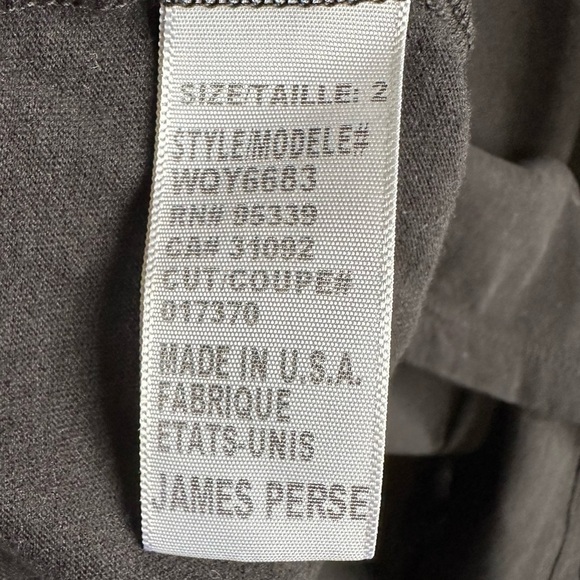 SIZE/TAILLE: 2
STYLE/MODELE#
WQY6683
RN# 95339
CA# 31092
CUT/COUPE#
017370
MADE IN U.S.A.
FABRIQUE
ETATS-UNIS
JAMES PERSE